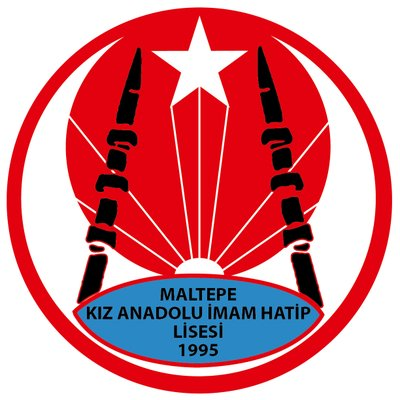 MALTEPE
KIZ ANADOLU İMAM HATİP
LİSESİ
1995